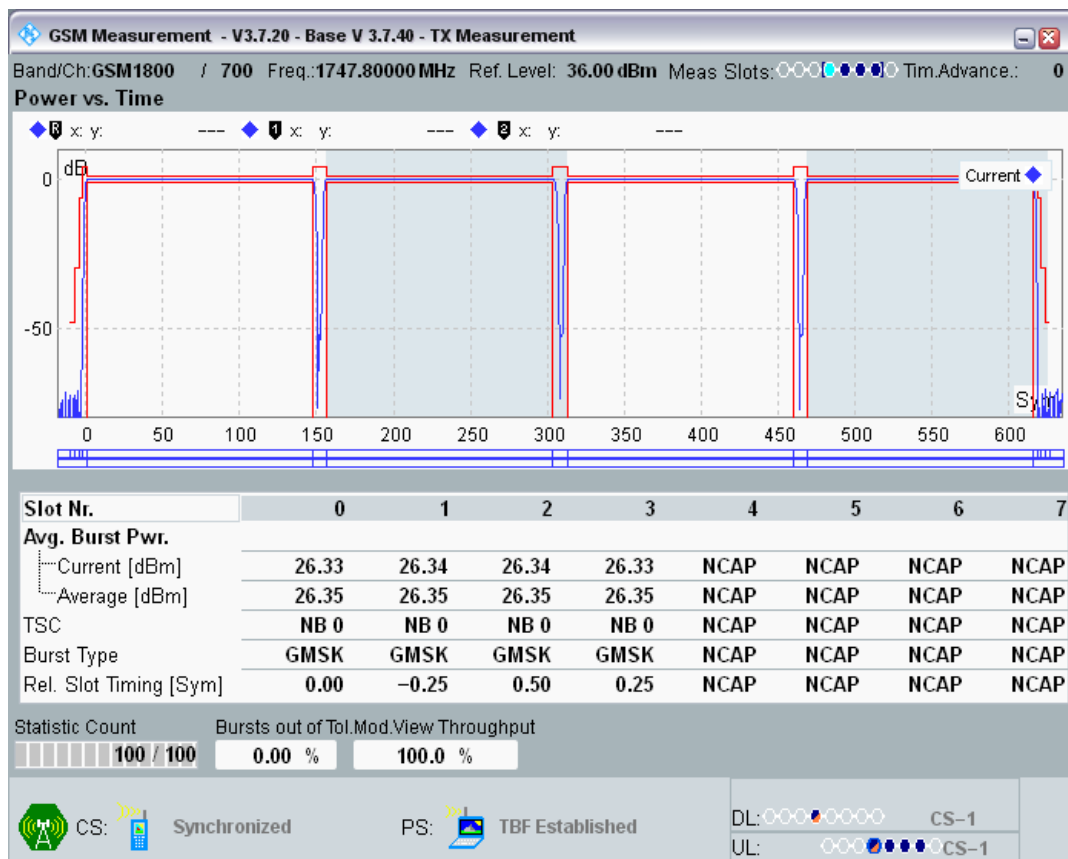 GSM Measurement - V3.7.20 - Base V 3.7.40 - TX Measurement
Band/Ch:GSM1800 / 700 Freq.:1747.80000 MHz Ref. Level: 36.00 dBm Meas Slots: Tim.Advance.: 0
Power vs. Time
R x: y: --- 1 x: y: --- 2 x: y: ---
dB
Current
0
-50
Sym
0 50 100 150 200 250 300 350 400 450 500 550 600
Slot Nr. 0 1 2 3 4 5 6 7
Avg. Burst Pwr.
Current [dBm] 26.33 26.34 26.34 26.33 NCAP NCAP NCAP NCAP
Average [dBm] 26.35 26.35 26.35 26.35 NCAP NCAP NCAP NCAP
TSC NB 0 NB 0 NB 0 NB 0 NCAP NCAP NCAP NCAP
Burst Type GMSK GMSK GMSK GMSK NCAP NCAP NCAP NCAP
Rel. Slot Timing [Sym] 0.00 −0.25 0.50 0.25 NCAP NCAP NCAP NCAP
Statistic Count Bursts out of Tol. Mod.View Throughput
100 / 100 0.00 % 100.0 %
CS: Synchronized PS: TBF Established
DL: CS−1
UL: CS−1